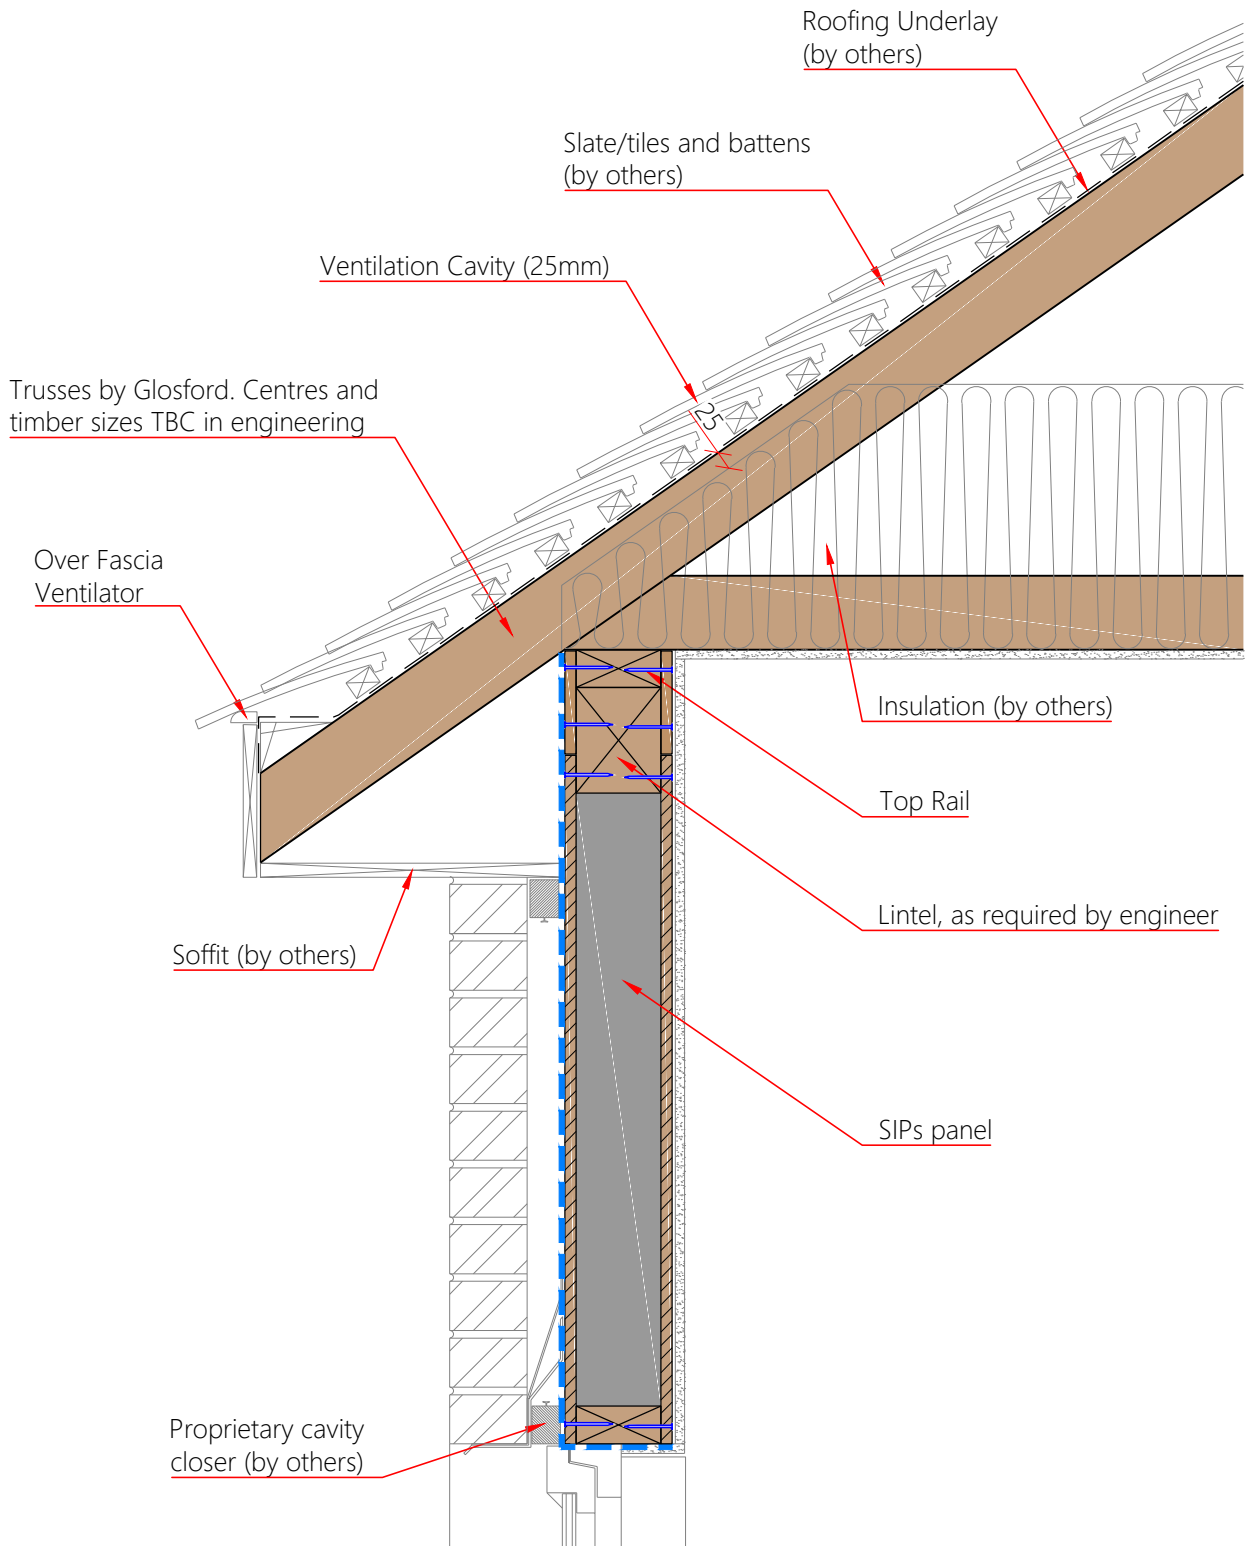 Roofing Underlay
(by others)
Slate/tiles and battens
(by others)
Ventilation Cavity (25mm)
Trusses by Glosford. Centres and
timber sizes TBC in engineering
25
Over Fascia
Ventilator
Insulation (by others)
Top Rail
Lintel, as required by engineer
Soffit (by others)
SIPs panel
Proprietary cavity
closer (by others)